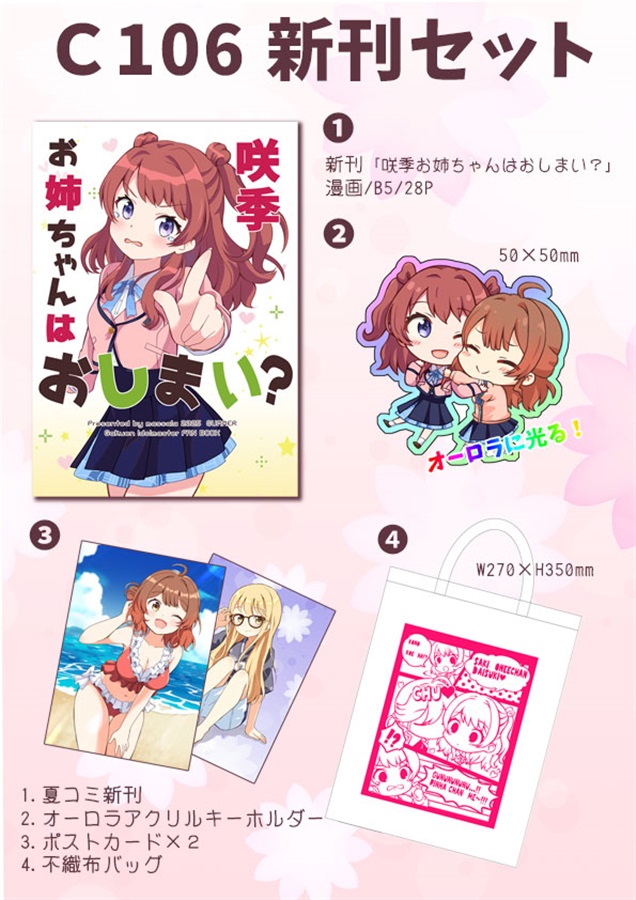 C106 新刊セット
咲季
お姉ちゃんは
おしまい?
Presented by massala 2025 SUMMER
Gakuen Idolmaster FAN BOOK
1
新刊「咲季お姉ちゃんはおしまい?」
漫画/B5/28P
2
50×50mm
オーロラに光る!
3
4
W270×H350mm
SAKI ONEECHAN
DAISUKI♥
CHU♥
!?
1. 夏コミ新刊
2. オーロラアクリルキーホルダー
3. ポストカード×2
4. 不織布バッグ